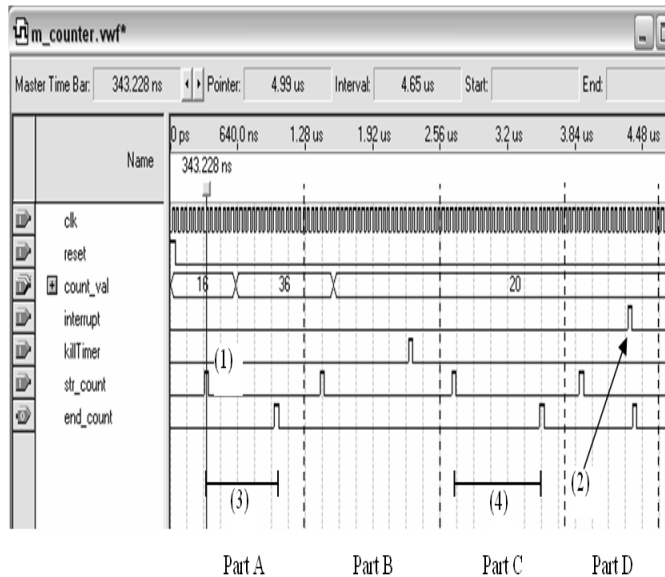 m_counter.vwf*
Master Time Bar: 343.228 ns Pointer: 4.99 us Interval: 4.65 us Start: End:
Name
0 ps 640.0 ns 1.28 us 1.92 us 2.56 us 3.2 us 3.84 us 4.48 us
343.228 ns
clk
reset
count_val 16 36 20
interrupt
killTimer
(1)
str_count
end_count
(2)
(3) (4)
Part A Part B Part C Part D